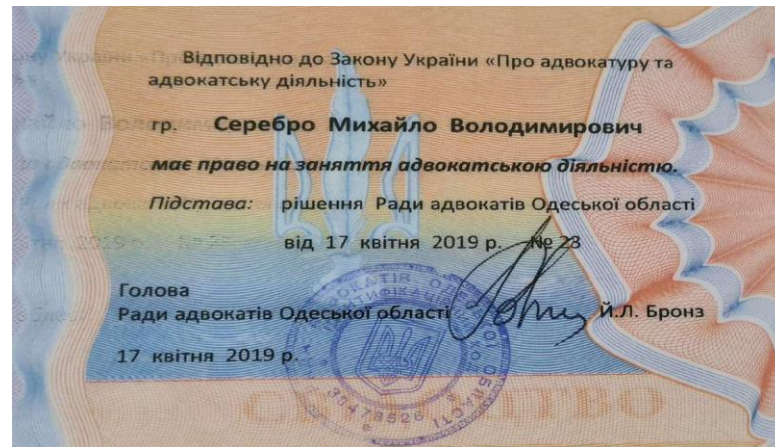 Відповідно до Закону України «Про адвокатуру та
адвокатську діяльність»
гр. Серебро Михайло Володимирович
має право на заняття адвокатською діяльністю.
Підстава: рішення Ради адвокатів Одеської області
від 17 квітня 2019 р. № 23
Голова
Ради адвокатів Одеської області Й.Л. Бронз
17 квітня 2019 р.
35478526